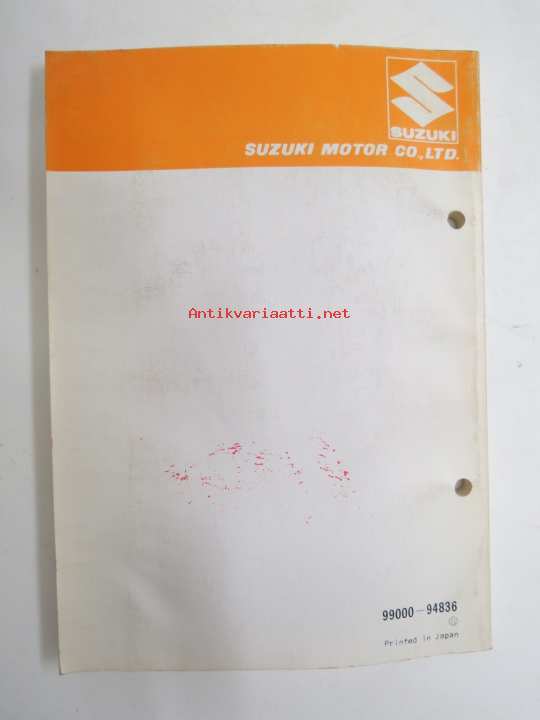 SUZUKI
SUZUKI MOTOR CO.,LTD.
Antikvariaatti.net
99000-94836
Printed in Japan